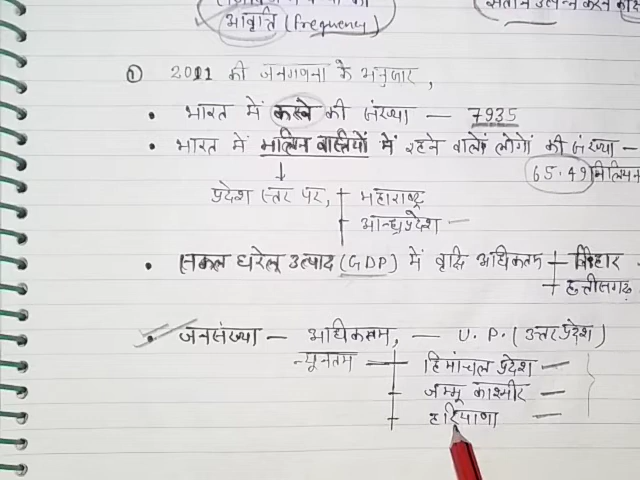 आवृत्ति (Frequency)
① 2011 की जनगणना के अनुसार,
• भारत में कस्बे की संख्या — 7935
• भारत में मलिन बास्तियों में रहने वाले लोगों की संख्या —
65.49 मिलियन
↓
प्रदेश स्तर पर, महाराष्ट्र
आन्ध्रप्रदेश —
• सकल घरेलू उत्पाद (GDP) में वृद्धि अधिकतम बिहार
छत्तीसगढ़
• जनसंख्या — अधिकतम, — U.P. (उत्तरप्रदेश)
न्यूनतम हिमांचल प्रदेश —
जम्मू काश्मीर —
हरियाणा —